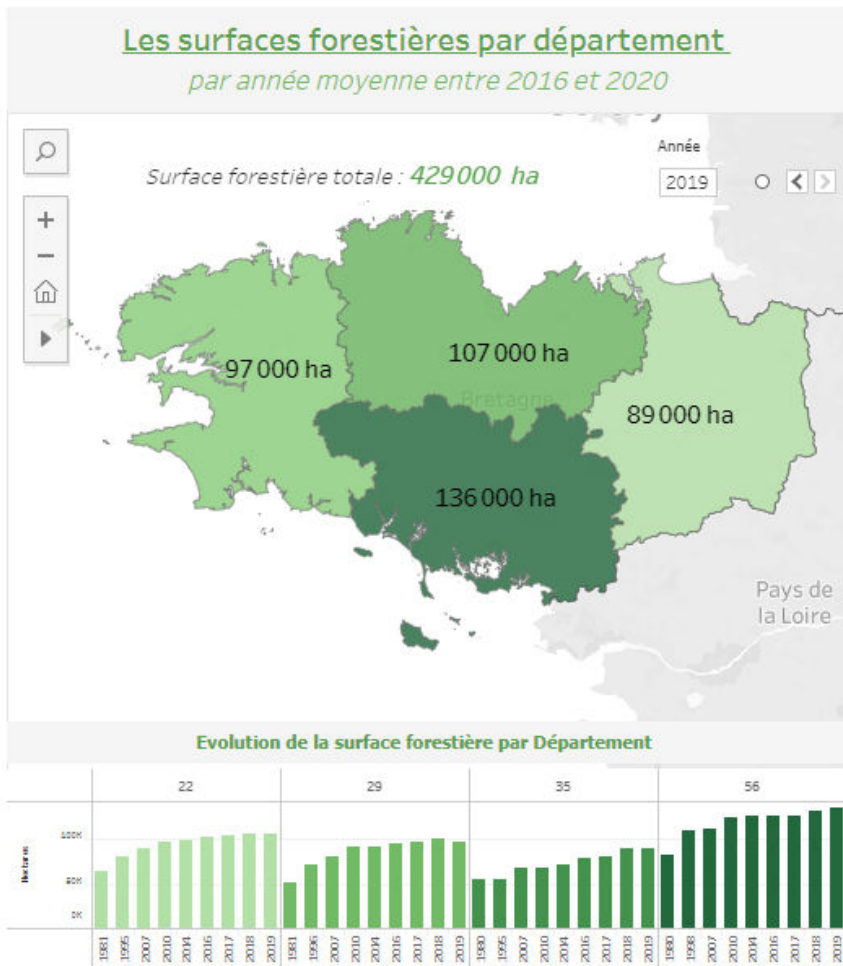 Les surfaces forestières par département
par année moyenne entre 2016 et 2020
Année
Surface forestière totale : 429 000 ha
2019
97 000 ha
107 000 ha
Bretagne
89 000 ha
136 000 ha
Pays de
la Loire
Evolution de la surface forestière par Département
22 29 35 56
Hectares
100K
50K
0K
1981 1995 2007 2010 2014 2016 2017 2018 2019 1981 1996 2007 2010 2014 2016 2017 2018 2019 1980 1995 2007 2010 2014 2016 2017 2018 2019 1980 1998 2007 2010 2014 2016 2017 2018 2019